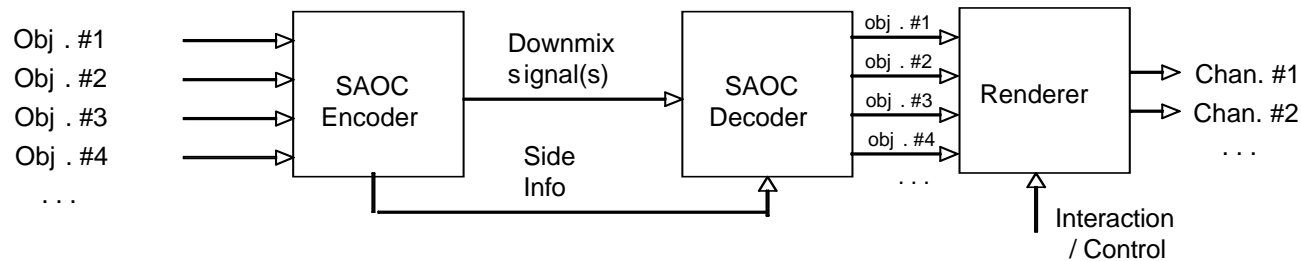 Obj . #1
Obj . #2
Obj . #3
Obj . #4
. . .
SAOC
Encoder
Downmix
signal(s)
Side
Info
SAOC
Decoder
obj. #1
obj. #2
obj. #3
obj. #4
. . .
Renderer
Interaction
/ Control
Chan. #1
Chan. #2
. . .